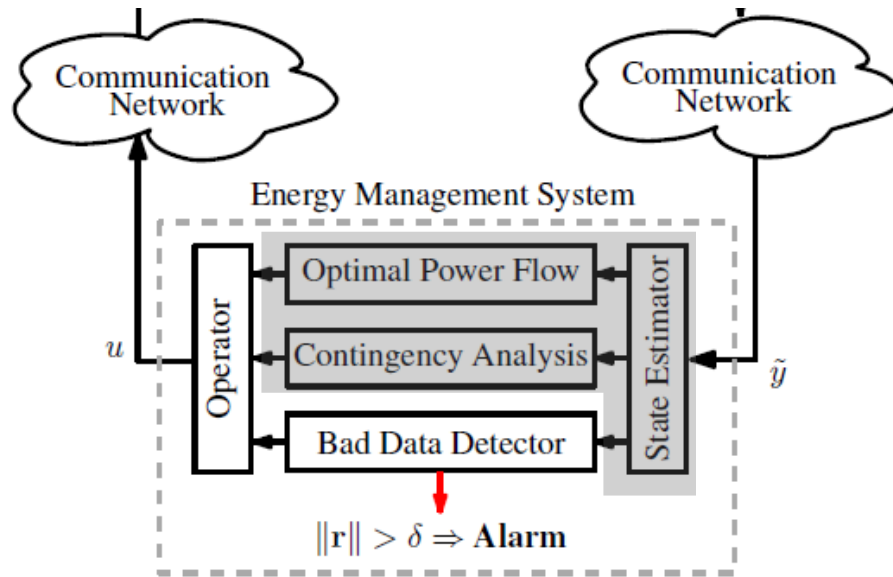 Communication
Network
Communication
Network
Energy Management System
Optimal Power Flow
Contingency Analysis
Bad Data Detector
Operator
State Estimator
u
ỹ
‖r‖ > δ ⇒ Alarm